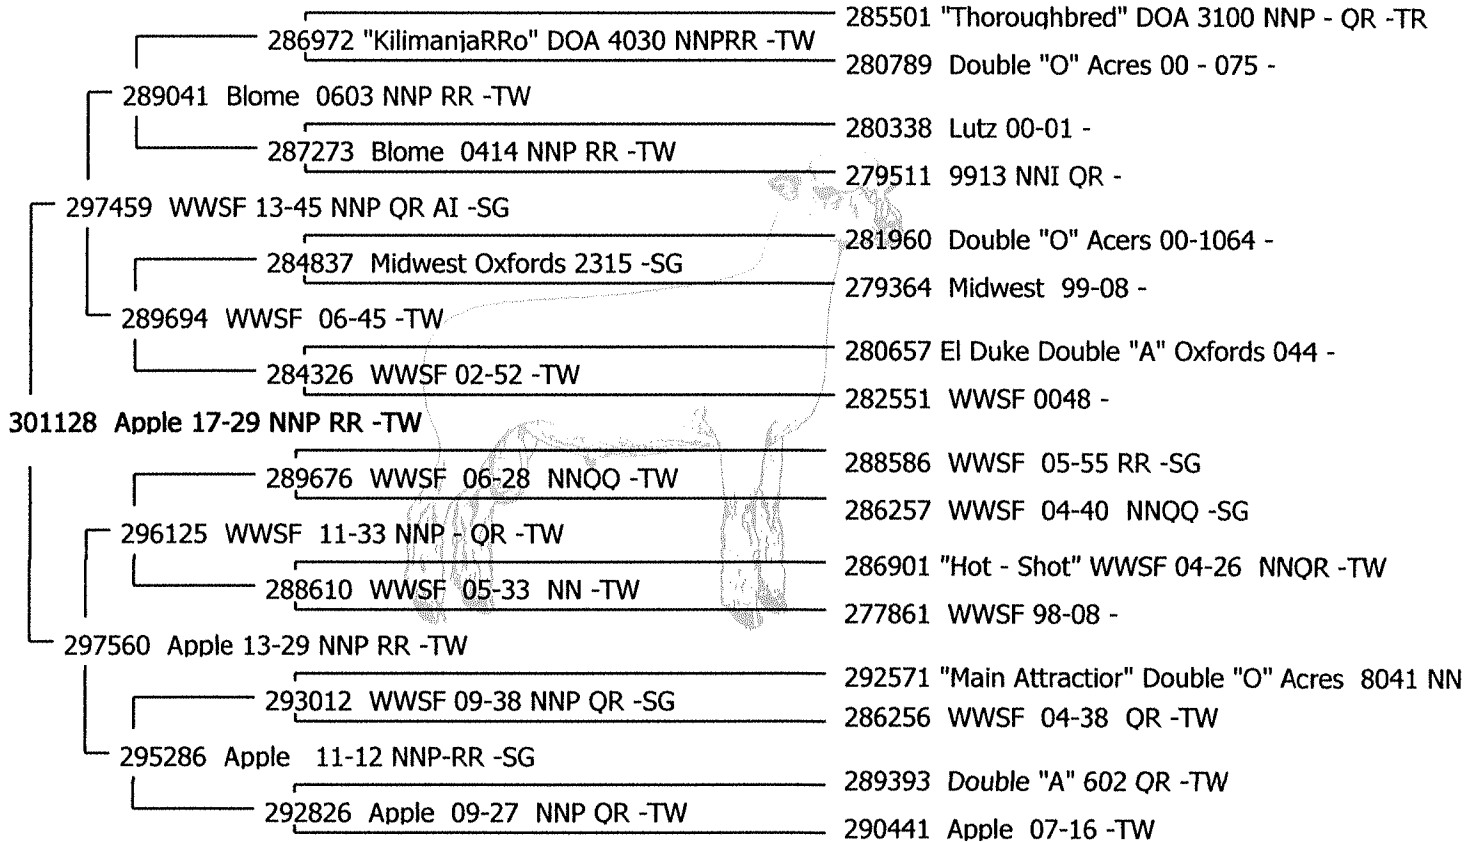 285501 "Thoroughbred" DOA 3100 NNP - QR -TR
286972 "KilimanjaRRo" DOA 4030 NNPRR -TW
280789 Double "O" Acres 00 - 075 -
289041 Blome 0603 NNP RR -TW
280338 Lutz 00-01 -
287273 Blome 0414 NNP RR -TW
279511 9913 NNI QR -
297459 WWSF 13-45 NNP QR AI -SG
281960 Double "O" Acers 00-1064 -
284837 Midwest Oxfords 2315 -SG
279364 Midwest 99-08 -
289694 WWSF 06-45 -TW
280657 El Duke Double "A" Oxfords 044 -
284326 WWSF 02-52 -TW
282551 WWSF 0048 -
301128 Apple 17-29 NNP RR -TW
288586 WWSF 05-55 RR -SG
289676 WWSF 06-28 NNQQ -TW
286257 WWSF 04-40 NNQQ -SG
296125 WWSF 11-33 NNP - QR -TW
286901 "Hot - Shot" WWSF 04-26 NNQR -TW
288610 WWSF 05-33 NN -TW
277861 WWSF 98-08 -
297560 Apple 13-29 NNP RR -TW
292571 "Main Attractior" Double "O" Acres 8041 NN
293012 WWSF 09-38 NNP QR -SG
286256 WWSF 04-38 QR -TW
295286 Apple 11-12 NNP-RR -SG
289393 Double "A" 602 QR -TW
292826 Apple 09-27 NNP QR -TW
290441 Apple 07-16 -TW